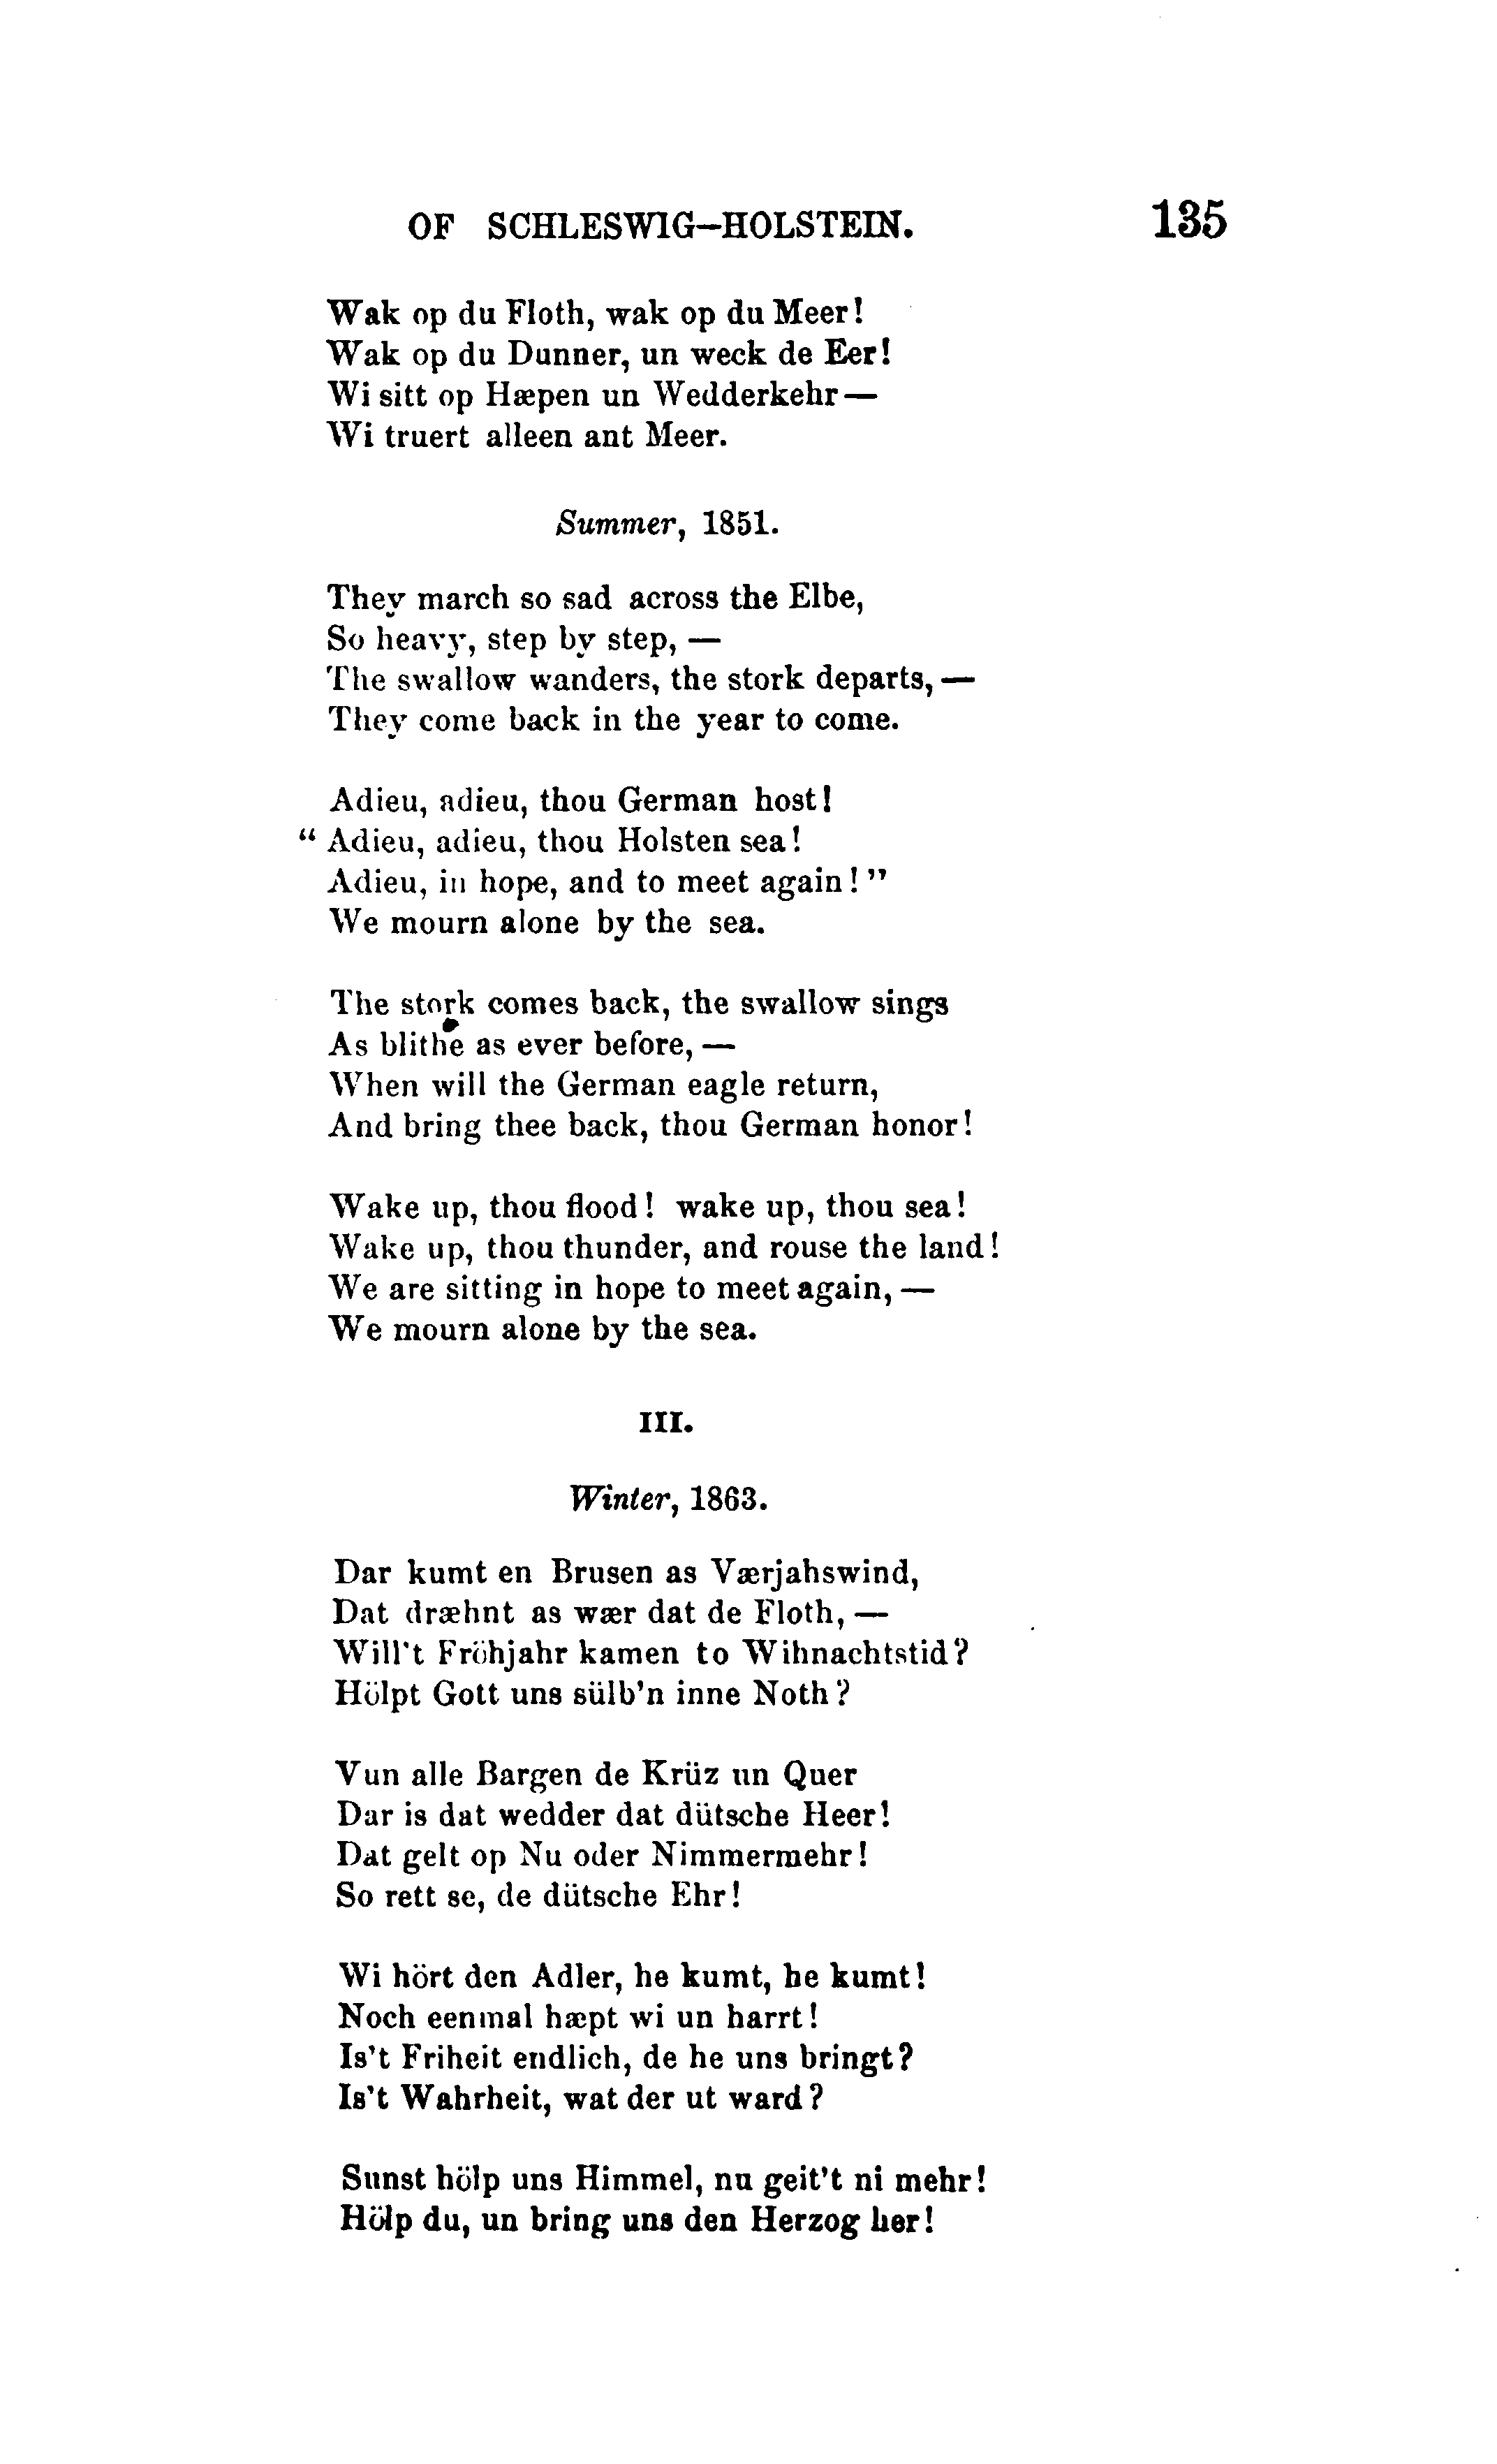 OF SCHLESWIG-HOLSTEIN. 135
Wak op du Floth, wak op du Meer!
Wak op du Dunner, un weck de Eer!
Wi sitt op Hæpen un Wedderkehr—
Wi truert alleen ant Meer.
Summer, 1851.
They march so sad across the Elbe,
So heavy, step by step, —
The swallow wanders, the stork departs, —
They come back in the year to come.
Adieu, adieu, thou German host!
“ Adieu, adieu, thou Holsten sea!
Adieu, in hope, and to meet again! ”
We mourn alone by the sea.
The stork comes back, the swallow sings
As blithe as ever before, —
When will the German eagle return,
And bring thee back, thou German honor!
Wake up, thou flood! wake up, thou sea!
Wake up, thou thunder, and rouse the land!
We are sitting in hope to meet again, —
We mourn alone by the sea.
III.
Winter, 1863.
Dar kumt en Brusen as Værjahswind,
Dat dræhnt as wær dat de Floth, —
Will't Fröhjahr kamen to Wihnachtstid?
Hölpt Gott uns sülb'n inne Noth?
Vun alle Bargen de Krüz un Quer
Dar is dat wedder dat dütsche Heer!
Dat gelt op Nu oder Nimmermehr!
So rett se, de dütsche Ehr!
Wi hört den Adler, he kumt, he kumt!
Noch eenmal hæpt wi un harrt!
Is't Friheit endlich, de he uns bringt?
Is't Wahrheit, wat der ut ward?
Sunst hölp uns Himmel, nu geit't ni mehr!
Hölp du, un bring uns den Herzog her!